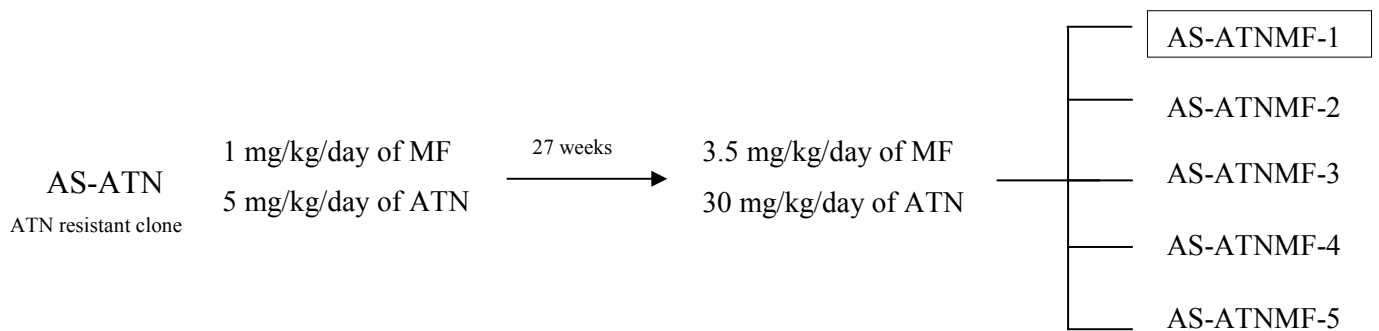 AS-ATN
ATN resistant clone
1 mg/kg/day of MF
5 mg/kg/day of ATN
27 weeks
3.5 mg/kg/day of MF
30 mg/kg/day of ATN
AS-ATNMF-1
AS-ATNMF-2
AS-ATNMF-3
AS-ATNMF-4
AS-ATNMF-5